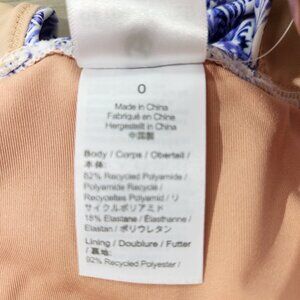 0
Made in China
Fabriqué en Chine
Hergestellt in China
中国製
Body / Corps / Oberteil /
本体:
82% Recycled Polyamide /
Polyamide Recyclé /
Recyceltes Polyamid / リ
サイクルポリアミド
18% Elastane / Élasthanne /
Elastan / ポリウレタン
Lining / Doublure / Futter
/ 裏地:
92% Recycled Polyester /